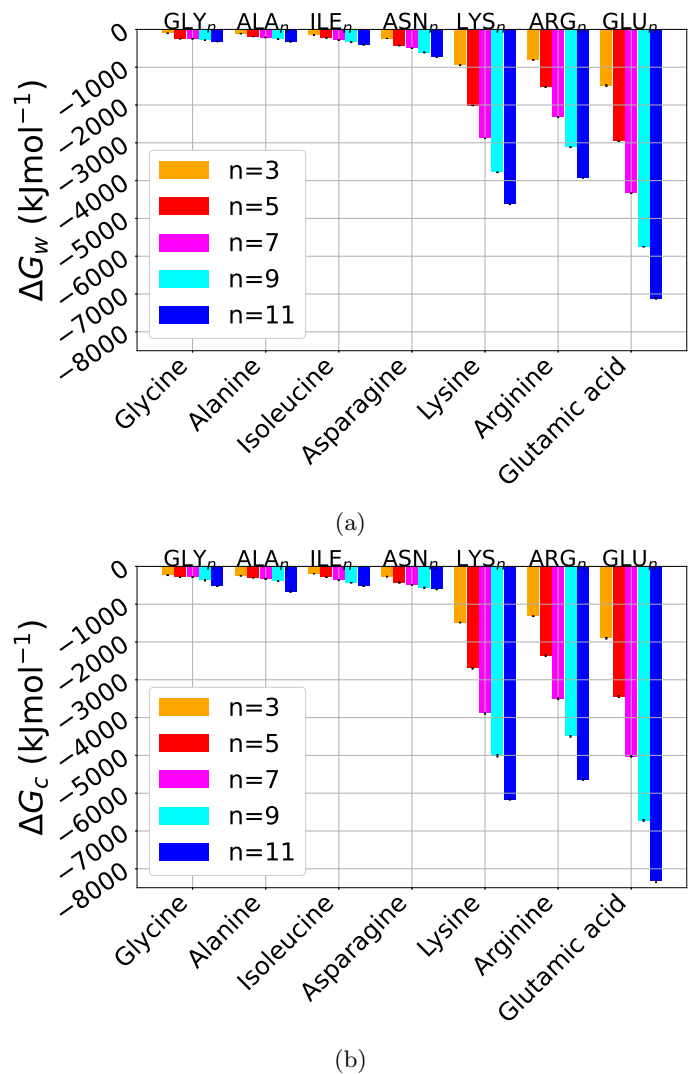 GLYₙ ALAₙ ILEₙ ASNₙ LYSₙ ARGₙ GLUₙ
0
−1000
−2000
−3000
−4000
−5000
−6000
−7000
−8000
ΔG_w (kJmol⁻¹)
n=3
n=5
n=7
n=9
n=11
Glycine Alanine Isoleucine Asparagine Lysine Arginine Glutamic acid
(a)
GLYₙ ALAₙ ILEₙ ASNₙ LYSₙ ARGₙ GLUₙ
0
−1000
−2000
−3000
−4000
−5000
−6000
−7000
−8000
ΔG_c (kJmol⁻¹)
n=3
n=5
n=7
n=9
n=11
Glycine Alanine Isoleucine Asparagine Lysine Arginine Glutamic acid
(b)